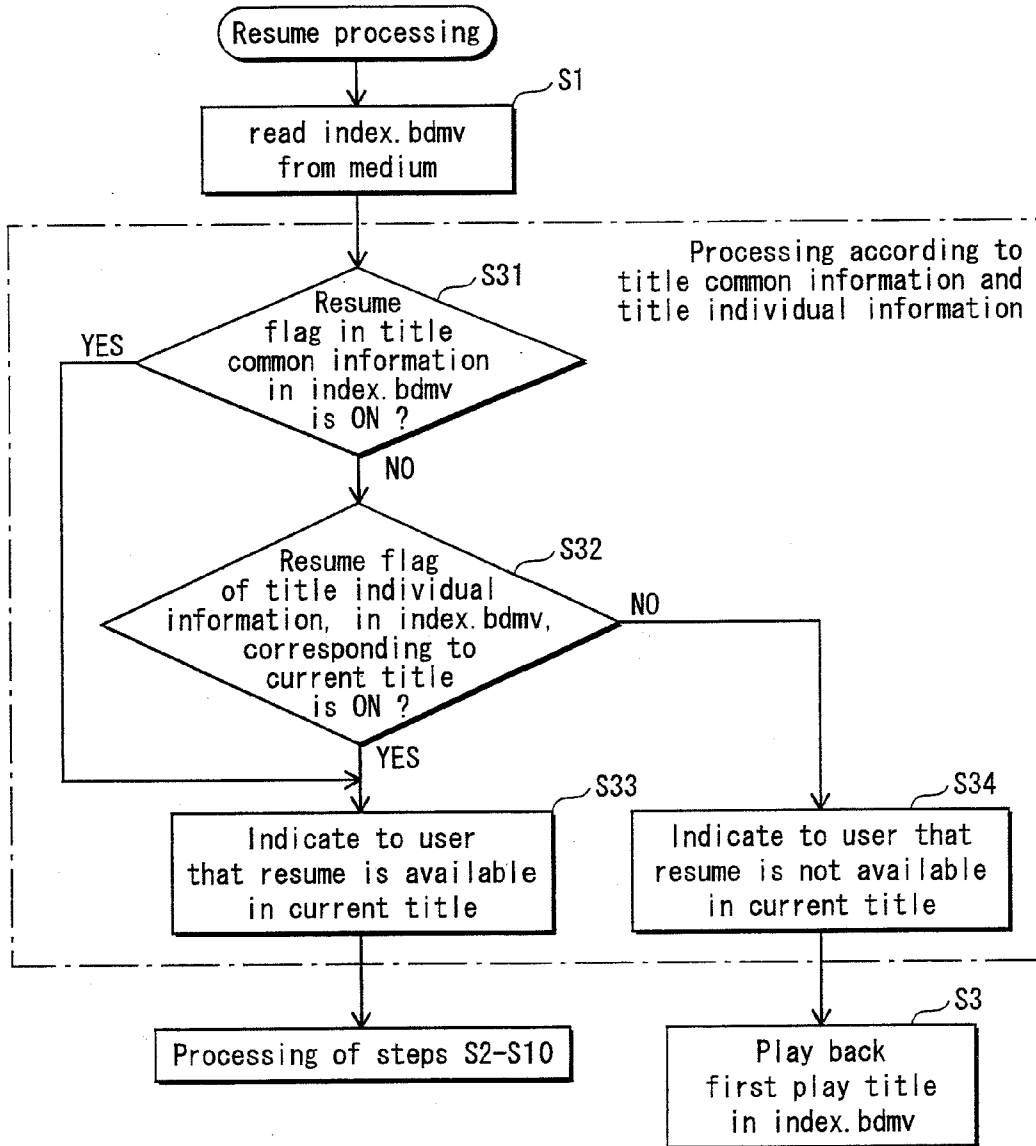 Resume processing
S1
read index.bdmv
from medium
Processing according to
title common information and
title individual information
S31
Resume
flag in title
common information
in index.bdmv
is ON ?
YES
NO
S32
Resume flag
of title individual
information, in index.bdmv,
corresponding to
current title
is ON ?
NO
YES
S33
Indicate to user
that resume is available
in current title
S34
Indicate to user that
resume is not available
in current title
Processing of steps S2-S10
S3
Play back
first play title
in index.bdmv